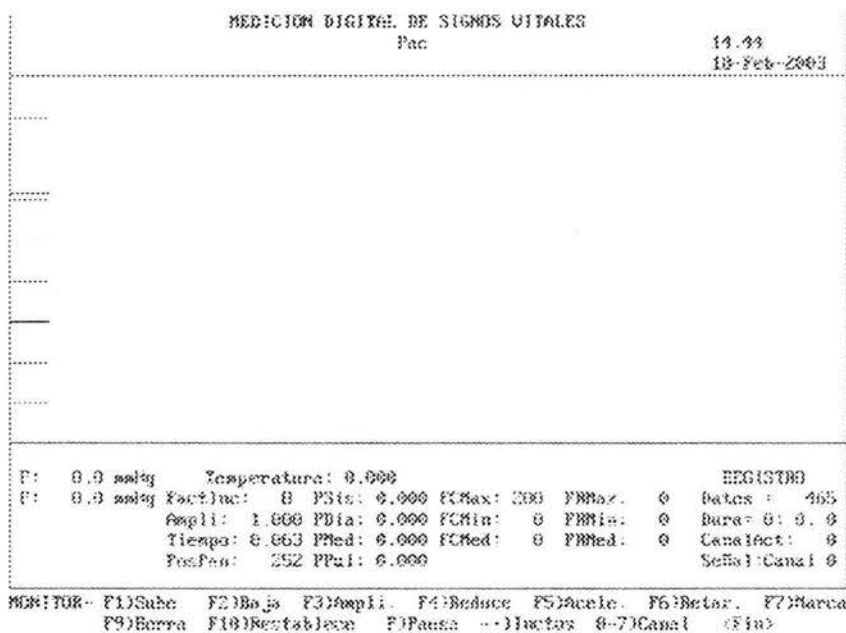 MEDICION DIGITAL DE SIGNOS VITALES
Pac 14.44
10-Feb-2003
P: 0.0 mmHg Temperatura: 0.000 REGISTRO
P: 0.0 mmHg FactInc: 0 PSis: 0.000 FCMax: 200 FRMax. 0 Datos = 465
Ampli: 1.000 PDia: 0.000 FCMin: 0 FRMin: 0 Dura= 0: 0. 0
Tiempo: 0.063 PMed: 0.000 FCMed: 0 FRMed: 0 CanalAct: 0
PosPan: 252 PPul: 0.000 Señal:Canal 0
MONITOR- F1)Sube F2)Baja F3)Ampli. F4)Reduce F5)Acele. F6)Retar. F7)Marca
F9)Borra F10)Restablece P)Pausa 0-7)Canal <Fin>